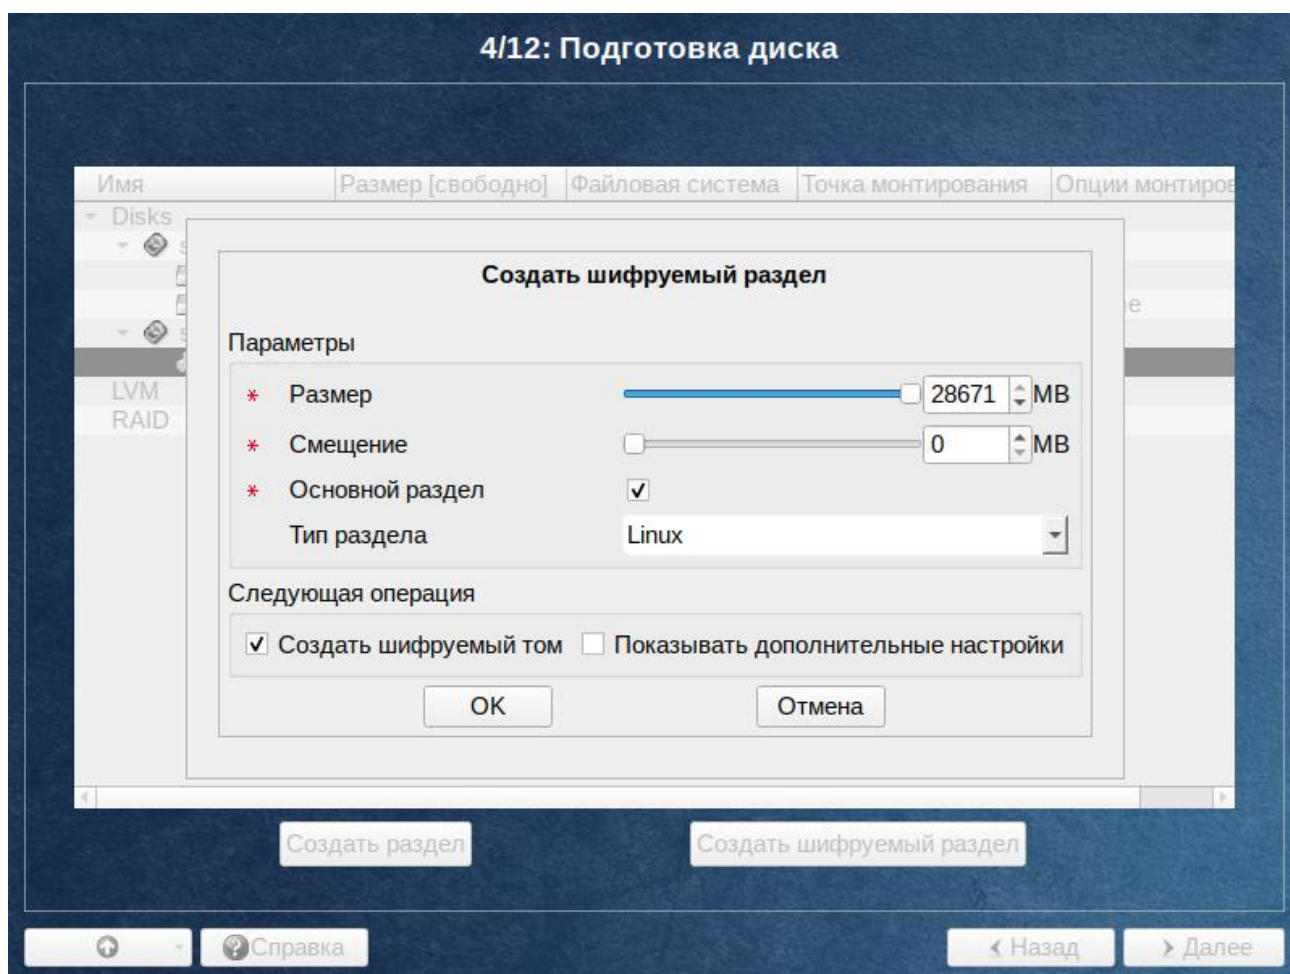 4/12: Подготовка диска
Имя Размер [свободно] Файловая система Точка монтирования Опции монтиров
Disks
s
s
e
LVM
RAID
Создать шифруемый раздел
Параметры
* Размер 28671 MB
* Смещение 0 MB
* Основной раздел
Тип раздела Linux
Следующая операция
Создать шифруемый том Показывать дополнительные настройки
OK Отмена
Создать раздел Создать шифруемый раздел
Справка Назад Далее